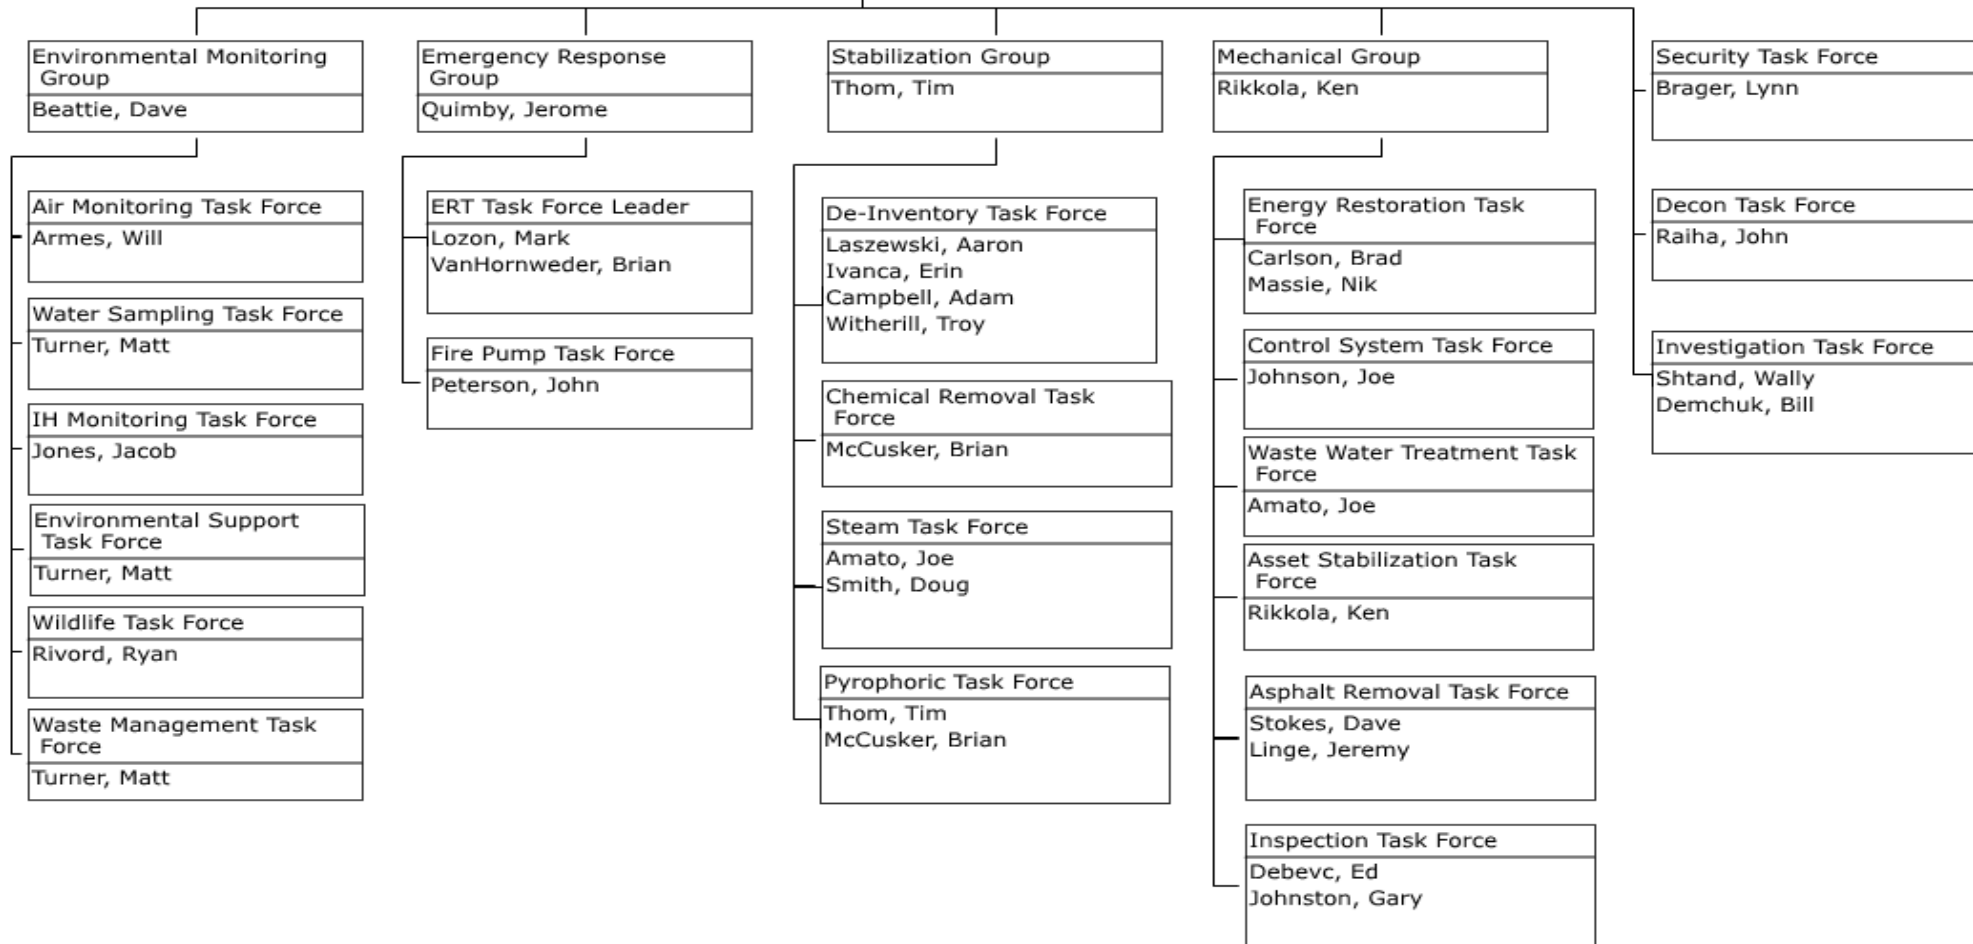 Environmental Monitoring
Group
Beattie, Dave
Air Monitoring Task Force
Armes, Will
Water Sampling Task Force
Turner, Matt
IH Monitoring Task Force
Jones, Jacob
Environmental Support
Task Force
Turner, Matt
Wildlife Task Force
Rivord, Ryan
Waste Management Task
Force
Turner, Matt
Emergency Response
Group
Quimby, Jerome
ERT Task Force Leader
Lozon, Mark
VanHornweder, Brian
Fire Pump Task Force
Peterson, John
Stabilization Group
Thom, Tim
De-Inventory Task Force
Laszewski, Aaron
Ivanca, Erin
Campbell, Adam
Witherill, Troy
Chemical Removal Task
Force
McCusker, Brian
Steam Task Force
Amato, Joe
Smith, Doug
Pyrophoric Task Force
Thom, Tim
McCusker, Brian
Mechanical Group
Rikkola, Ken
Energy Restoration Task
Force
Carlson, Brad
Massie, Nik
Control System Task Force
Johnson, Joe
Waste Water Treatment Task
Force
Amato, Joe
Asset Stabilization Task
Force
Rikkola, Ken
Asphalt Removal Task Force
Stokes, Dave
Linge, Jeremy
Inspection Task Force
Debevc, Ed
Johnston, Gary
Security Task Force
Brager, Lynn
Decon Task Force
Raiha, John
Investigation Task Force
Shtand, Wally
Demchuk, Bill